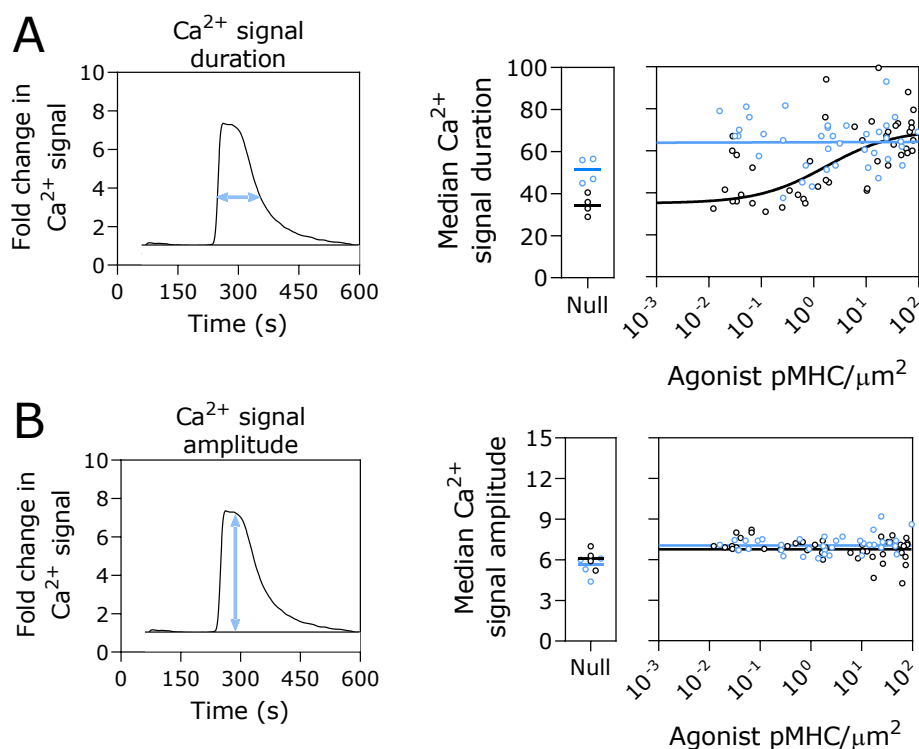 A
Ca²⁺ signal
duration
Fold change in
Ca²⁺ signal
10
8
6
4
2
0
0 150 300 450 600
Time (s)
Median Ca²⁺
signal duration
100
80
60
40
20
0
Null
10⁻³ 10⁻² 10⁻¹ 10⁰ 10¹ 10²
Agonist pMHC/μm²
B
Ca²⁺ signal
amplitude
Fold change in
Ca²⁺ signal
10
8
6
4
2
0
0 150 300 450 600
Time (s)
Median Ca²⁺
signal amplitude
15
12
9
6
3
0
Null
10⁻³ 10⁻² 10⁻¹ 10⁰ 10¹ 10²
Agonist pMHC/μm²